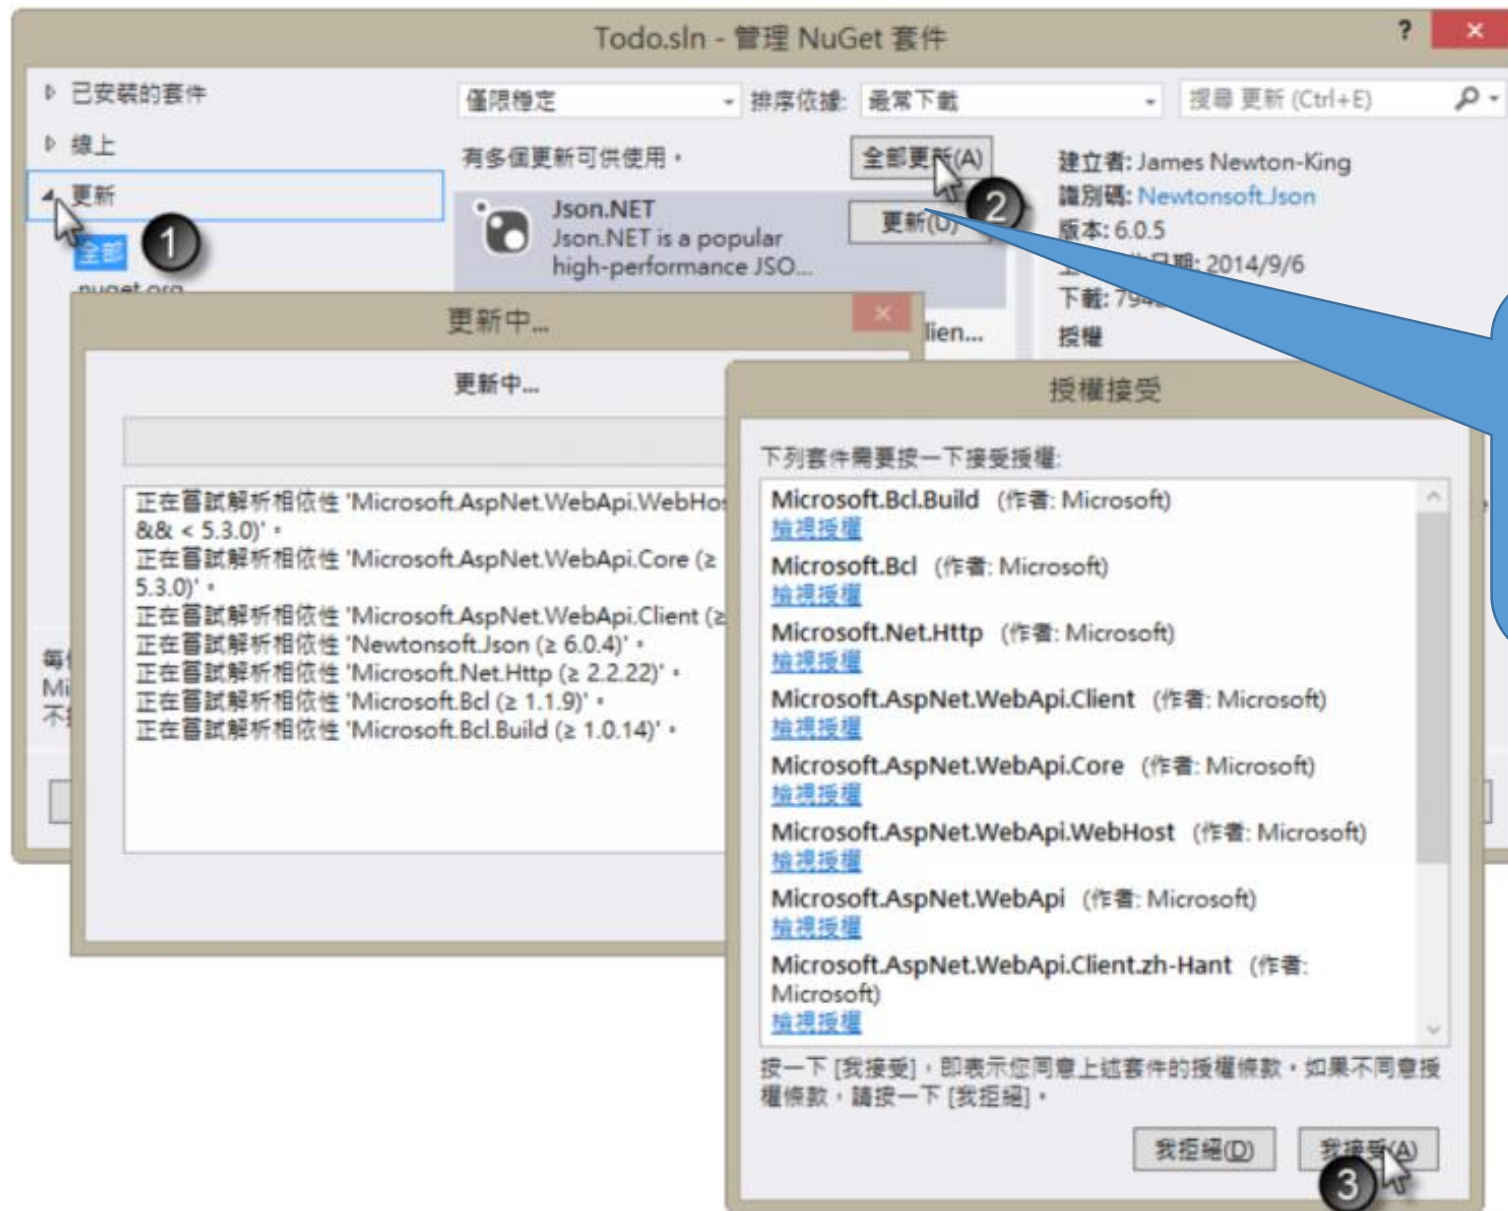 Todo.sln - 管理 NuGet 套件
?
已安裝的套件
線上
更新
全部
1
僅限穩定
排序依據:
最常下載
搜尋 更新 (Ctrl+E)
有多個更新可供使用。
全部更新(A)
2
Json.NET
Json.NET is a popular
high-performance JSO...
更新(U)
建立者: James Newton-King
識別碼: Newtonsoft.Json
版本: 6.0.5
2014/9/6
下載:
授權
lien...
每
Mi
不
更新中...
更新中...
正在嘗試解析相依性 'Microsoft.AspNet.WebApi.WebHos
&& < 5.3.0)'。
正在嘗試解析相依性 'Microsoft.AspNet.WebApi.Core (≥
5.3.0)'。
正在嘗試解析相依性 'Microsoft.AspNet.WebApi.Client (≥
正在嘗試解析相依性 'Newtonsoft.Json (≥ 6.0.4)'。
正在嘗試解析相依性 'Microsoft.Net.Http (≥ 2.2.22)'。
正在嘗試解析相依性 'Microsoft.Bcl (≥ 1.1.9)'。
正在嘗試解析相依性 'Microsoft.Bcl.Build (≥ 1.0.14)'。
授權接受
下列套件需要按一下接受授權:
Microsoft.Bcl.Build (作者: Microsoft)
檢視授權
Microsoft.Bcl (作者: Microsoft)
檢視授權
Microsoft.Net.Http (作者: Microsoft)
檢視授權
Microsoft.AspNet.WebApi.Client (作者: Microsoft)
檢視授權
Microsoft.AspNet.WebApi.Core (作者: Microsoft)
檢視授權
Microsoft.AspNet.WebApi.WebHost (作者: Microsoft)
檢視授權
Microsoft.AspNet.WebApi (作者: Microsoft)
檢視授權
Microsoft.AspNet.WebApi.Client.zh-Hant (作者:
Microsoft)
檢視授權
按一下 [我接受]，即表示您同意上述套件的授權條款。如果不同意授
權條款，請按一下 [我拒絕]。
我拒絕(D)
我接受(A)
3